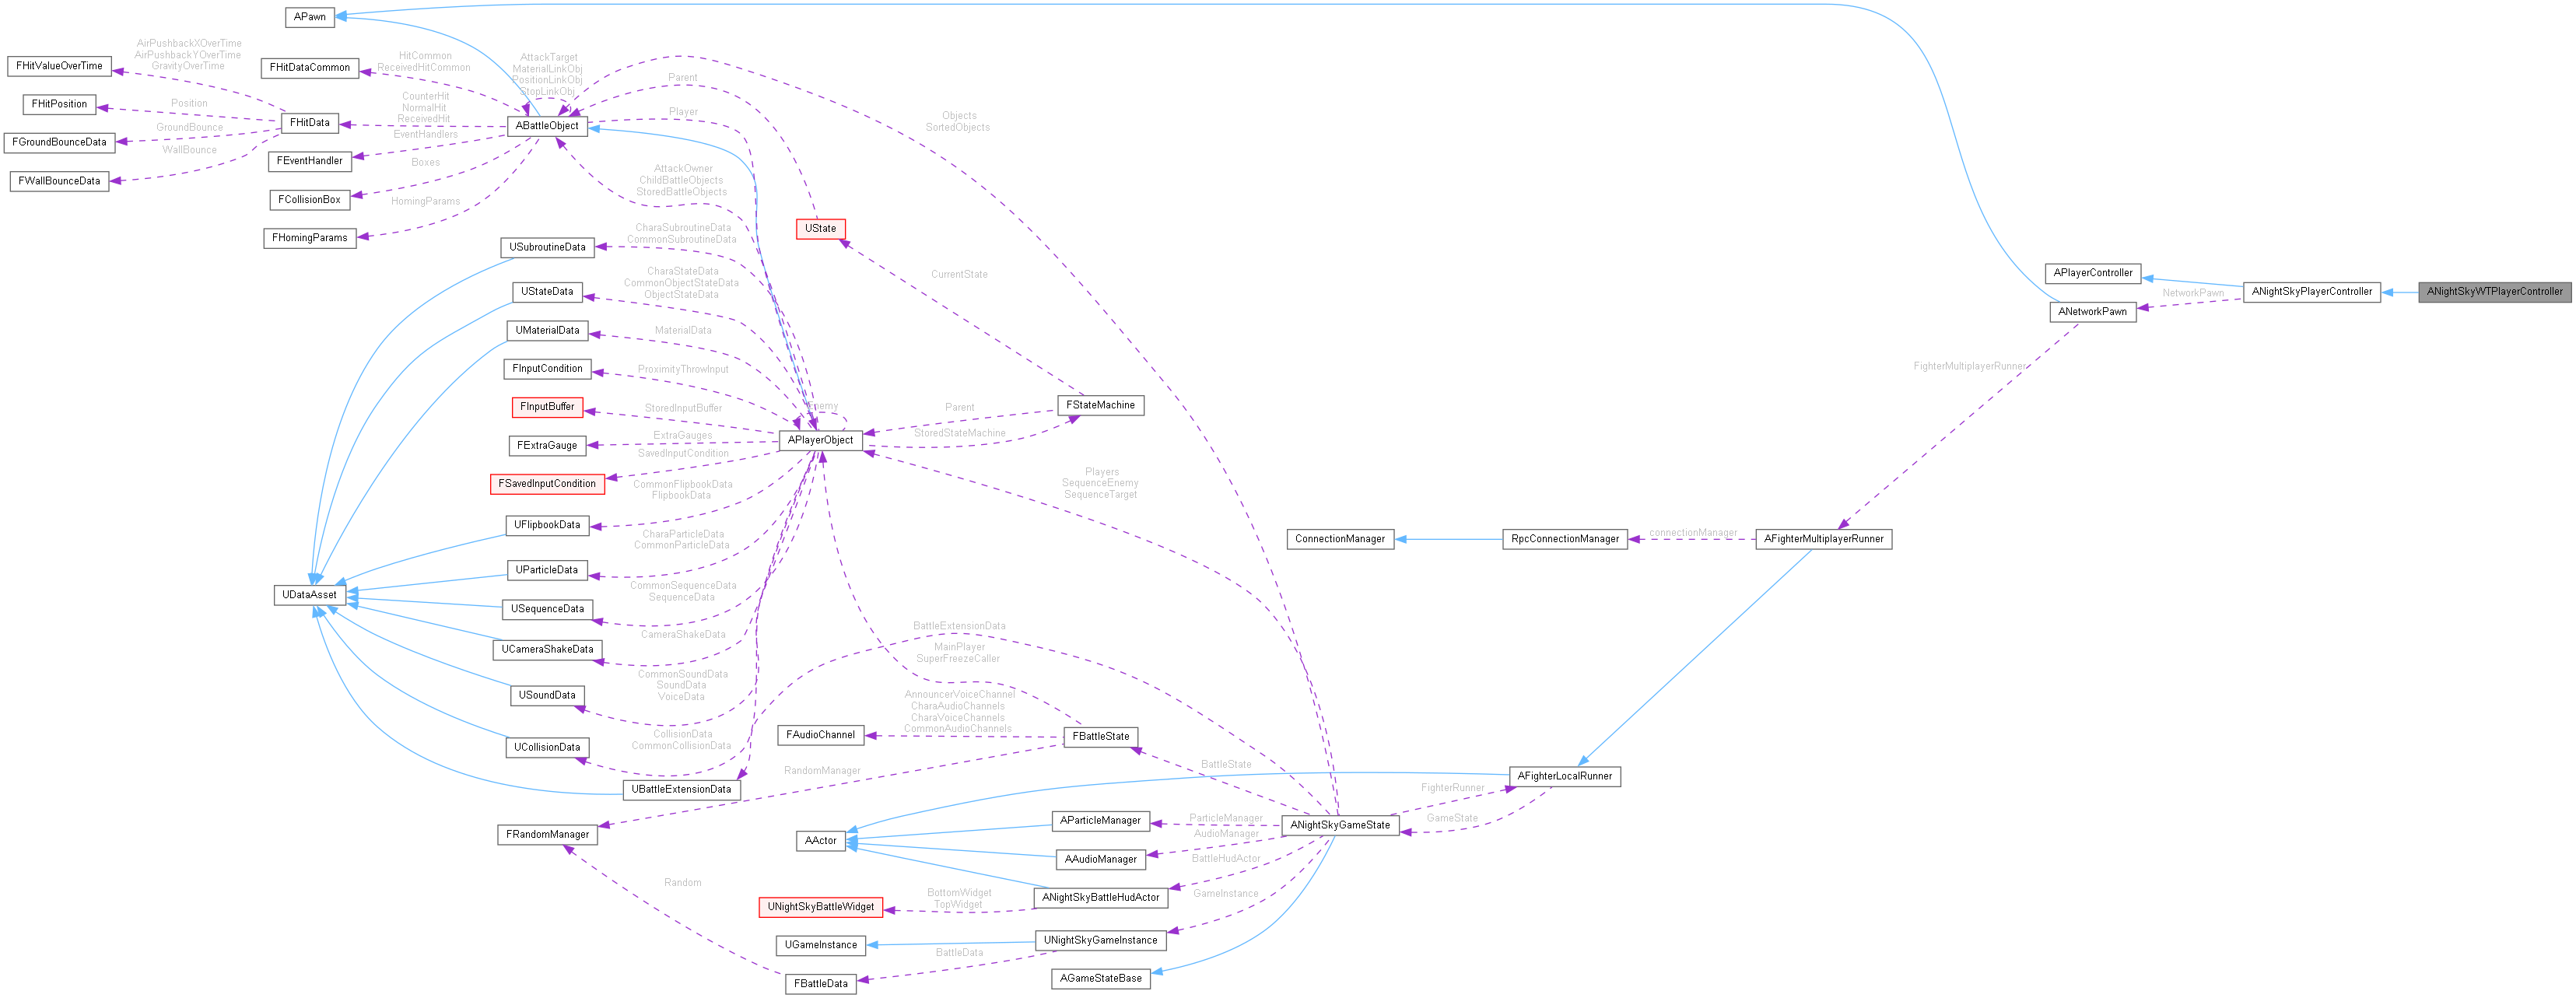 APawn
AirPushbackXOverTime
AirPushbackYOverTime
GravityOverTime
FHitValueOverTime
HitCommon
ReceivedHitCommon
FHitDataCommon
AttackTarget
MaterialLinkObj
PositionLinkObj
StopLinkObj
Parent
Position
FHitPosition
CounterHit
NormalHit
ReceivedHit
FHitData
ABattleObject
Player
Objects
SortedObjects
GroundBounce
FGroundBounceData
WallBounce
FWallBounceData
EventHandlers
FEventHandler
Boxes
FCollisionBox
HomingParams
FHomingParams
AttackOwner
ChildBattleObjects
StoredBattleObjects
UState
CharaSubroutineData
CommonSubroutineData
USubroutineData
CharaStateData
CommonObjectStateData
ObjectStateData
UStateData
CurrentState
APlayerController
ANightSkyPlayerController
ANightSkyWTPlayerController
NetworkPawn
ANetworkPawn
MaterialData
UMaterialData
ProximityThrowInput
FInputCondition
FighterMultiplayerRunner
StoredInputBuffer
FInputBuffer
Enemy
APlayerObject
Parent
FStateMachine
StoredStateMachine
ExtraGauges
FExtraGauge
SavedInputCondition
FSavedInputCondition
Players
SequenceEnemy
SequenceTarget
CommonFlipbookData
FlipbookData
UFlipbookData
CharaParticleData
CommonParticleData
UParticleData
ConnectionManager
RpcConnectionManager
connectionManager
AFighterMultiplayerRunner
UDataAsset
CommonSequenceData
SequenceData
USequenceData
CameraShakeData
UCameraShakeData
BattleExtensionData
MainPlayer
SuperFreezeCaller
CommonSoundData
SoundData
VoiceData
USoundData
AnnouncerVoiceChannel
CharaAudioChannels
CharaVoiceChannels
CommonAudioChannels
FAudioChannel
FBattleState
CollisionData
CommonCollisionData
UCollisionData
RandomManager
BattleState
UBattleExtensionData
AFighterLocalRunner
FighterRunner
GameState
FRandomManager
AActor
AParticleManager
ParticleManager
ANightSkyGameState
AudioManager
AAudioManager
BattleHudActor
ANightSkyBattleHudActor
Random
BottomWidget
TopWidget
UNightSkyBattleWidget
GameInstance
UGameInstance
UNightSkyGameInstance
BattleData
FBattleData
AGameStateBase